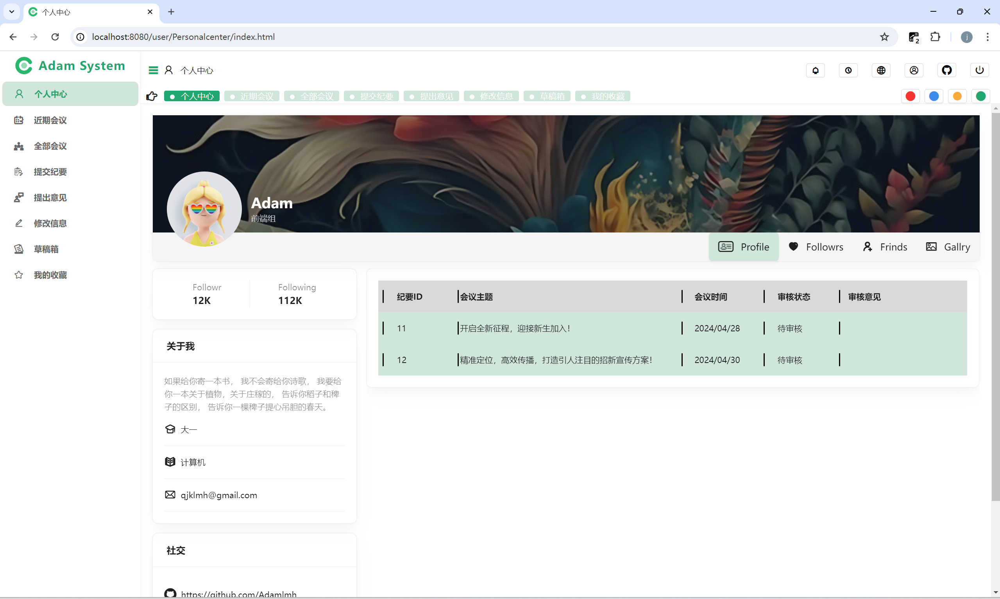 个人中心
localhost:8080/user/Personalcenter/index.html
2
j
Adam System
个人中心
个人中心
近期会议
全部会议
提交纪要
提出意见
修改信息
草稿箱
我的收藏
个人中心
近期会议
全部会议
提交纪要
提出意见
修改信息
草稿箱
我的收藏
Adam
前端组
Profile
Followrs
Frinds
Gallry
Followr
12K
Following
112K
关于我
如果给你寄一本书， 我不会寄给你诗歌， 我要给
你一本关于植物，关于庄稼的， 告诉你稻子和稗
子的区别， 告诉你一棵稗子提心吊胆的春天。
大一
计算机
qjklmh@gmail.com
社交
https://github.com/Adamlmh
纪要ID 会议主题 会议时间 审核状态 审核意见
11 开启全新征程，迎接新生加入！ 2024/04/28 待审核
12 精准定位，高效传播，打造引人注目的招新宣传方案！ 2024/04/30 待审核